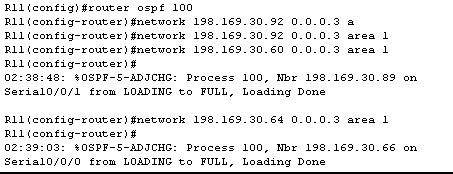 R11(config)#router ospf 100
R11(config-router)#network 198.169.30.92 0.0.0.3 a
R11(config-router)#network 198.169.30.92 0.0.0.3 area 1
R11(config-router)#network 198.169.30.60 0.0.0.3 area 1
R11(config-router)#
02:38:48: %OSPF-5-ADJCHG: Process 100, Nbr 198.169.30.89 on
Serial0/0/1 from LOADING to FULL, Loading Done
R11(config-router)#network 198.169.30.64 0.0.0.3 area 1
R11(config-router)#
02:39:03: %OSPF-5-ADJCHG: Process 100, Nbr 198.169.30.66 on
Serial0/0/0 from LOADING to FULL, Loading Done